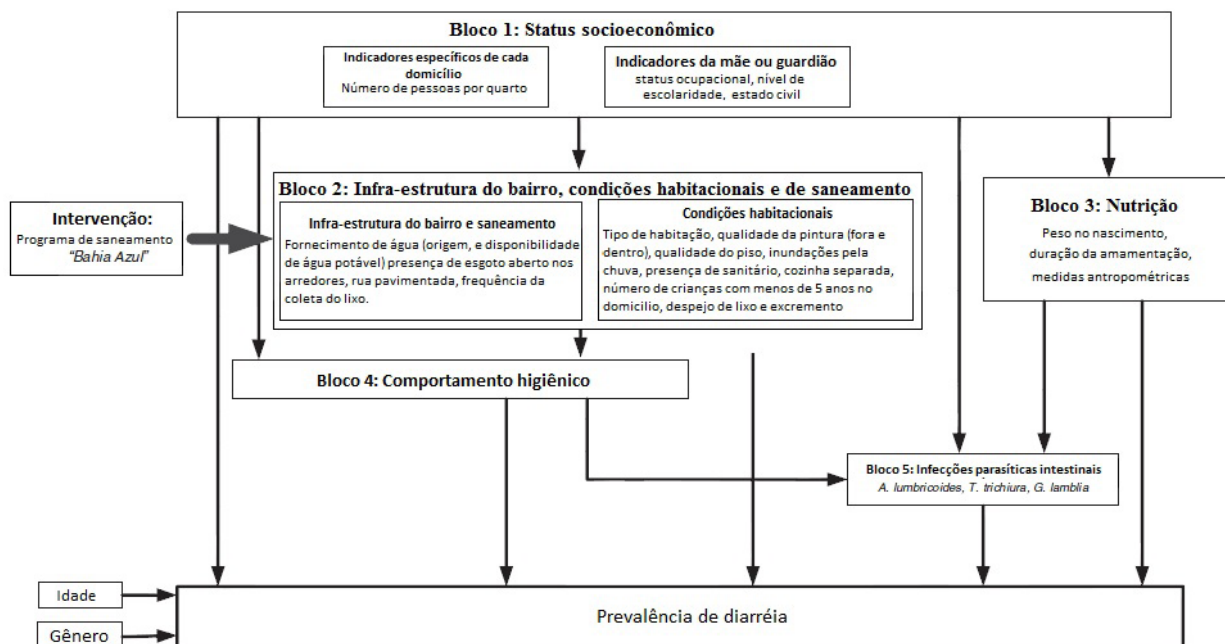 Bloco 1: Status socioeconômico
Indicadores específicos de cada
domicílio
Número de pessoas por quarto
Indicadores da mãe ou guardião
status ocupacional, nível de
escolaridade, estado civil
Intervenção:
Programa de saneamento
“Bahia Azul”
Bloco 2: Infra-estrutura do bairro, condições habitacionais e de saneamento
Infra-estrutura do bairro e saneamento
Fornecimento de água (origem, e disponibilidade
de água potável) presença de esgoto aberto nos
arredores, rua pavimentada, frequência da
coleta do lixo.
Condições habitacionais
Tipo de habitação, qualidade da pintura (fora e
dentro), qualidade do piso, inundações pela
chuva, presença de sanitário, cozinha separada,
número de crianças com menos de 5 anos no
domicilio, despejo de lixo e excremento
Bloco 3: Nutrição
Peso no nascimento,
duração da amamentação,
medidas antropométricas
Bloco 4: Comportamento higiênico
Bloco 5: Infecções parasíticas intestinais
A. lumbricoides, T. trichiura, G. lamblia
Idade
Gênero
Prevalência de diarréia